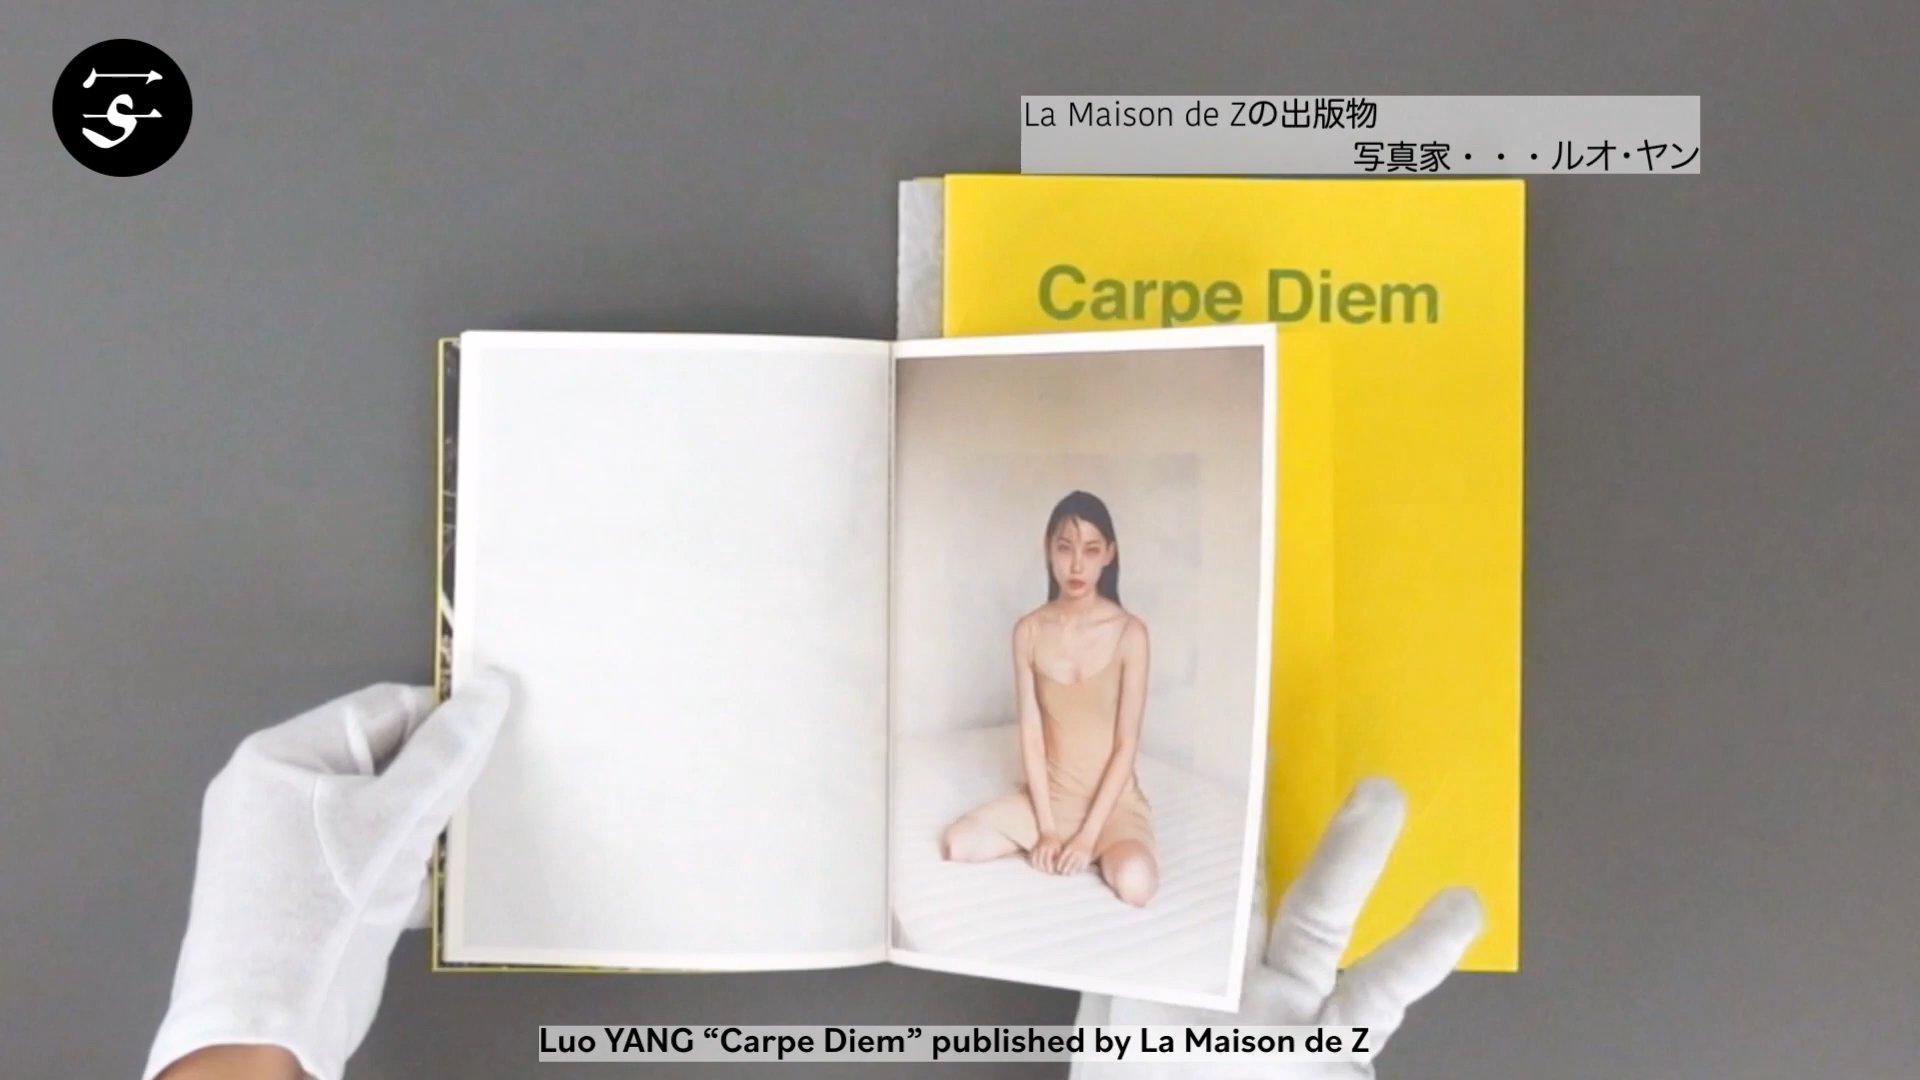 La Maison de Zの出版物
写真家・・・ルオ・ヤン
Carpe Diem
Luo YANG “Carpe Diem” published by La Maison de Z